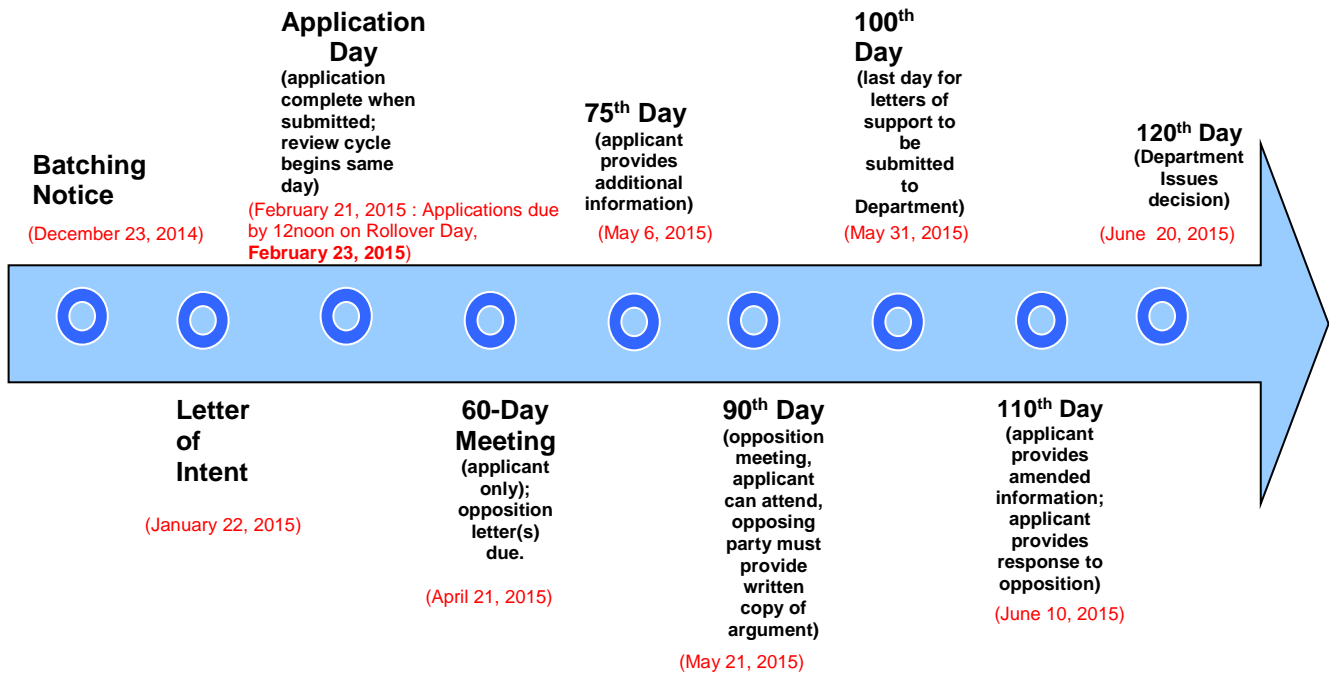 Batching
Notice
(December 23, 2014)
Letter
of
Intent
(January 22, 2015)
Application
Day
(application
complete when
submitted;
review cycle
begins same
day)
(February 21, 2015 : Applications due
by 12noon on Rollover Day,
February 23, 2015)
60-Day
Meeting
(applicant
only);
opposition
letter(s)
due.
(April 21, 2015)
75th Day
(applicant
provides
additional
information)
(May 6, 2015)
90th Day
(opposition
meeting,
applicant
can attend,
opposing
party must
provide
written
copy of
argument)
(May 21, 2015)
100th
Day
(last day for
letters of
support to
be
submitted
to
Department)
(May 31, 2015)
110th Day
(applicant
provides
amended
information;
applicant
provides
response to
opposition)
(June 10, 2015)
120th Day
(Department
Issues
decision)
(June 20, 2015)